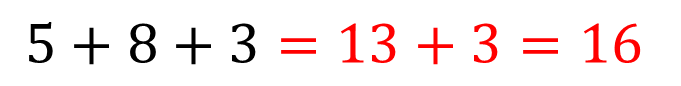 5 + 8 + 3 = 13 + 3 = 16